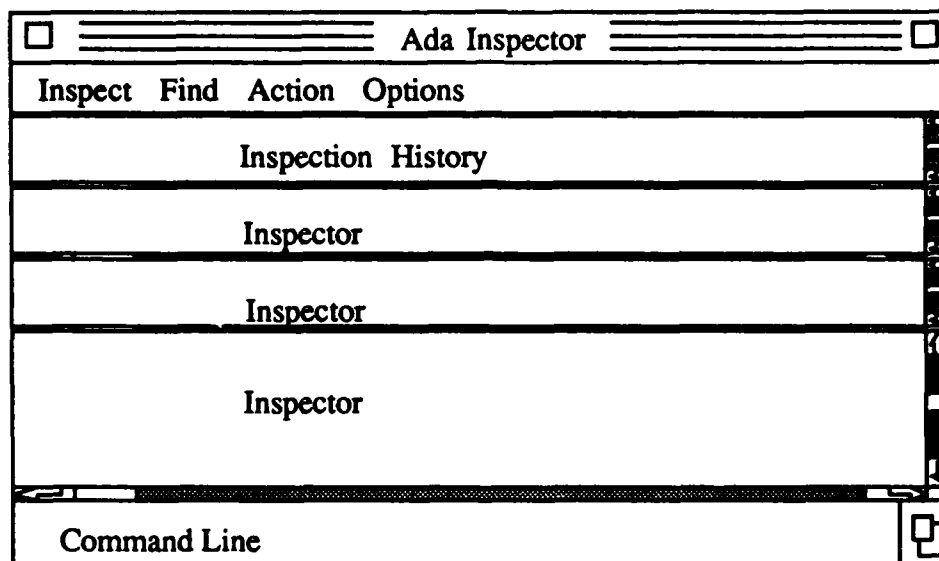 Ada Inspector
Inspect Find Action Options
Inspection History
Inspector
Inspector
Inspector
Command Line